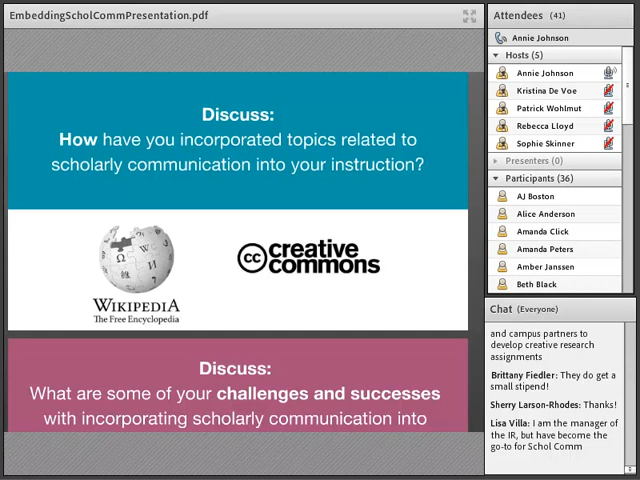 EmbeddingScholCommPresentation.pdf
Discuss:
How have you incorporated topics related to
scholarly communication into your instruction?
WIKIPEDIA
The Free Encyclopedia
cc creative
commons
Discuss:
What are some of your challenges and successes
with incorporating scholarly communication into
Attendees (41)
Annie Johnson
Hosts (5)
Annie Johnson
Kristina De Voe
Patrick Wohlmut
Rebecca Lloyd
Sophie Skinner
Presenters (0)
Participants (36)
AJ Boston
Alice Anderson
Amanda Click
Amanda Peters
Amber Janssen
Beth Black
Chat (Everyone)
and campus partners to
develop creative research
assignments
Brittany Fiedler: They do get a
small stipend!
Sherry Larson-Rhodes: Thanks!
Lisa Villa: I am the manager of
the IR, but have become the
go-to for Schol Comm